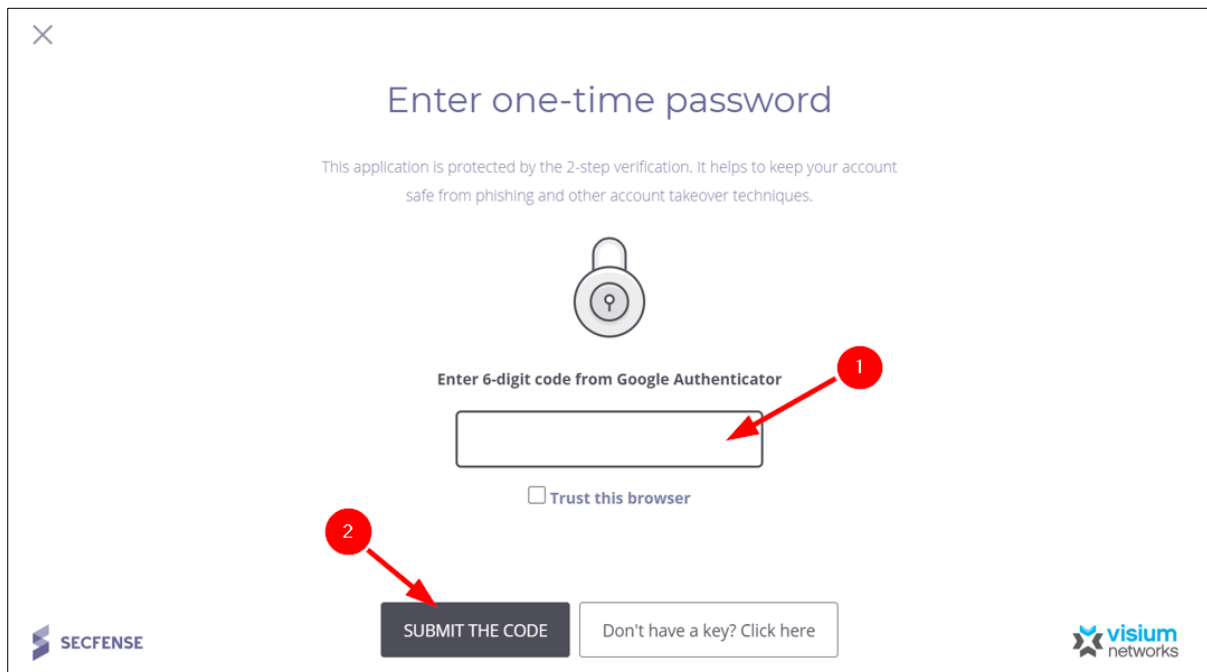 Enter one-time password
This application is protected by the 2-step verification. It helps to keep your account
safe from phishing and other account takeover techniques.
1
Enter 6-digit code from Google Authenticator
Trust this browser
2
SUBMIT THE CODE
Don't have a key? Click here
SECFENSE
visium
networks